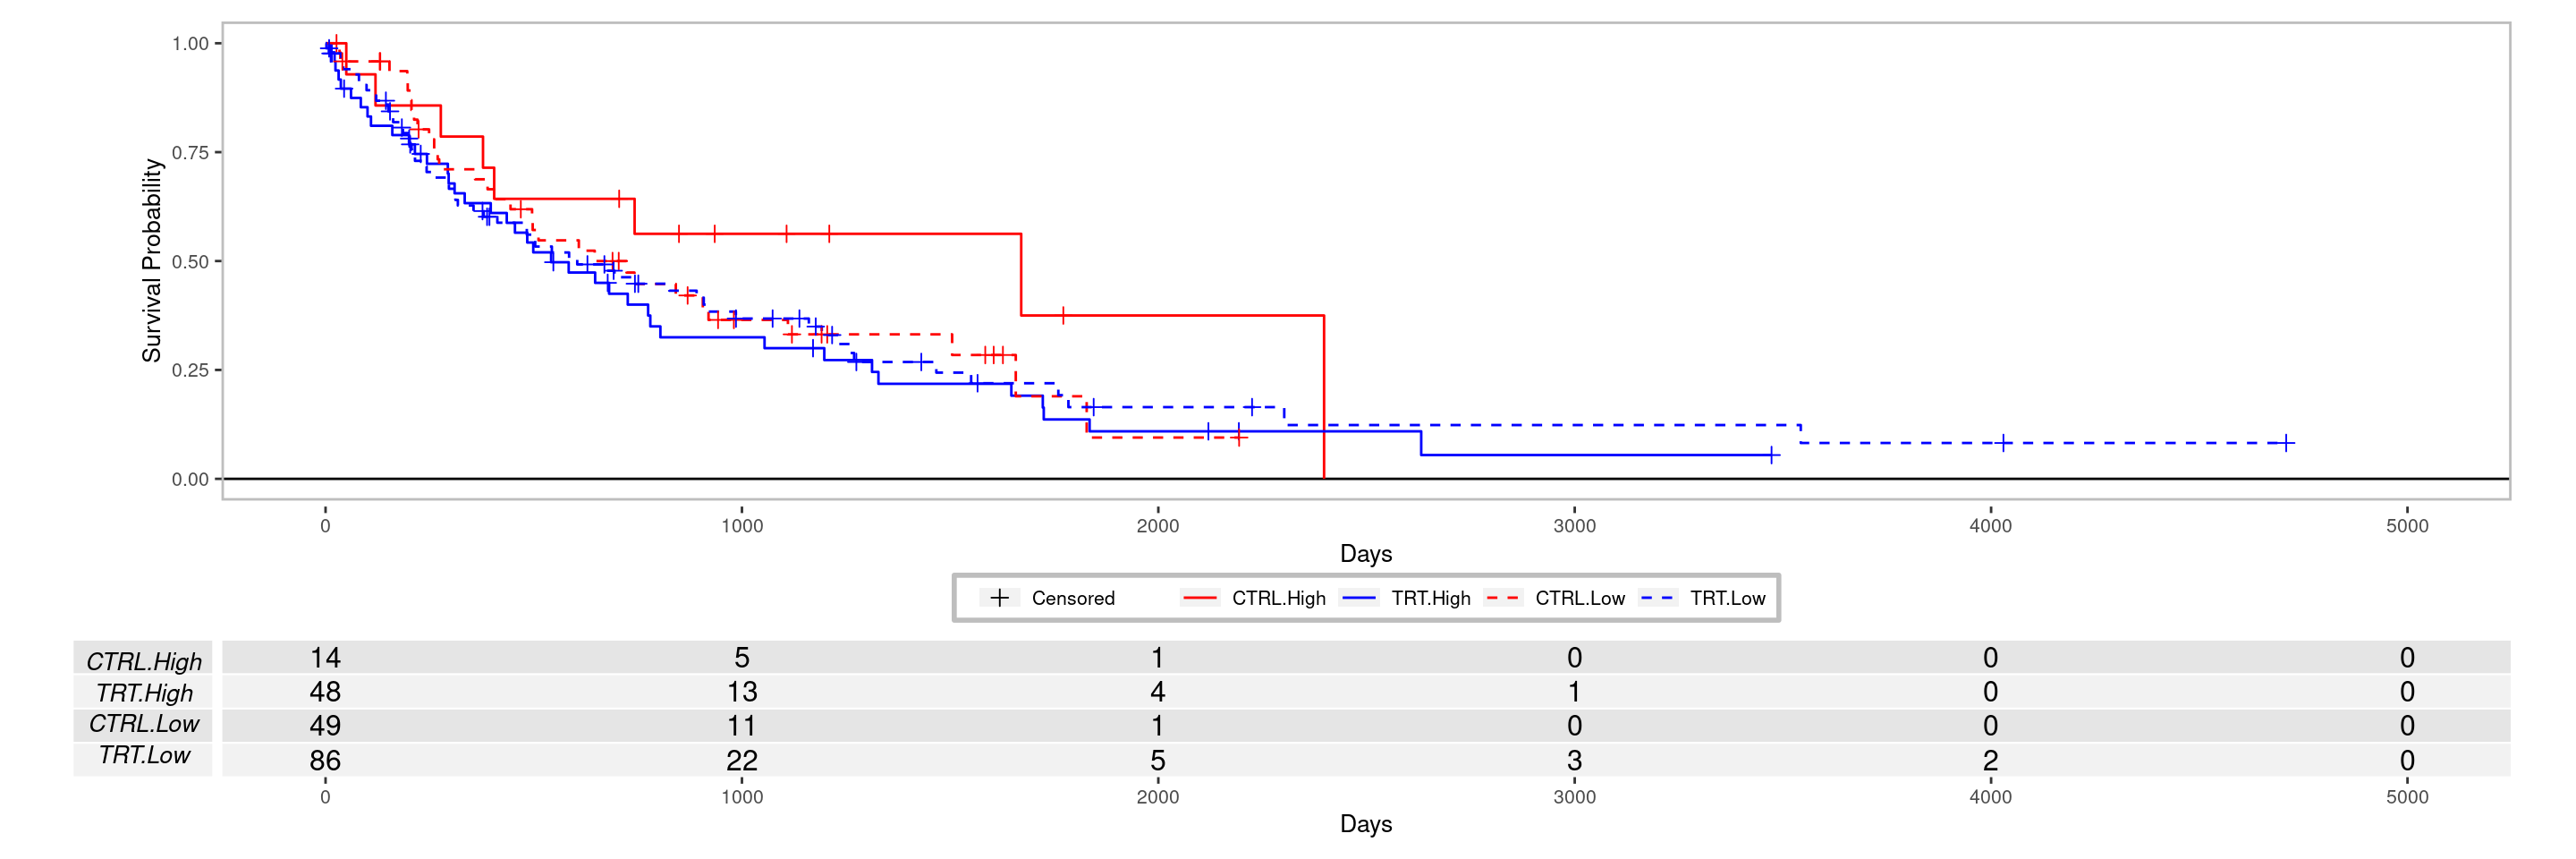 1.00
0.75
0.50
0.25
0.00
Survival Probability
0 1000 2000 3000 4000 5000
Days
Censored CTRL.High TRT.High CTRL.Low TRT.Low
CTRL.High 14 5 1 0 0 0
TRT.High 48 13 4 1 0 0
CTRL.Low 49 11 1 0 0 0
TRT.Low 86 22 5 3 2 0
0 1000 2000 3000 4000 5000
Days